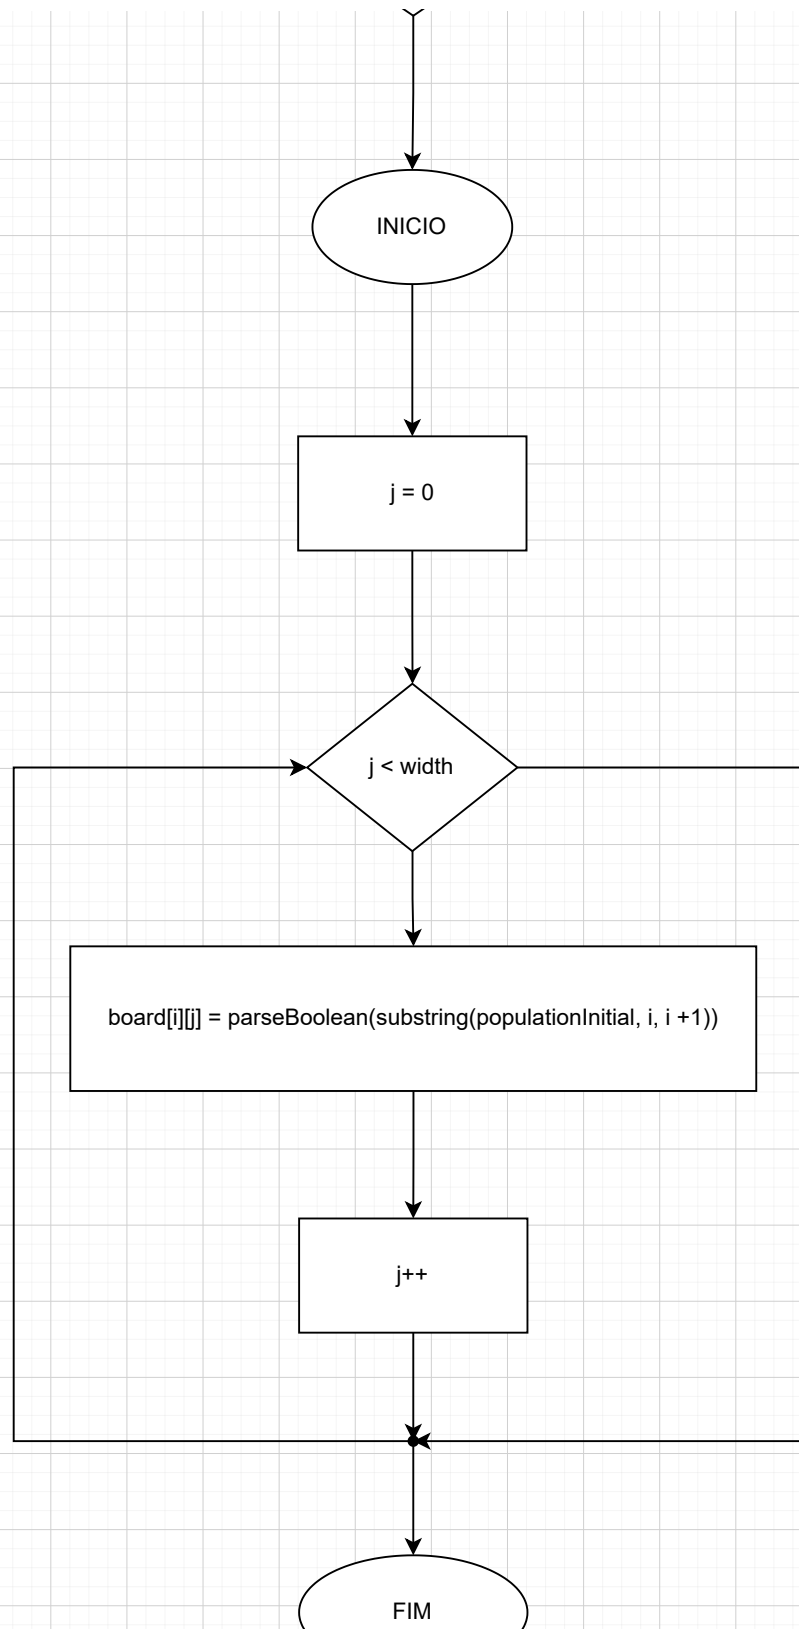 INICIO
j = 0
j < width
board[i][j] = parseBoolean(substring(populationInitial, i, i +1))
j++
FIM